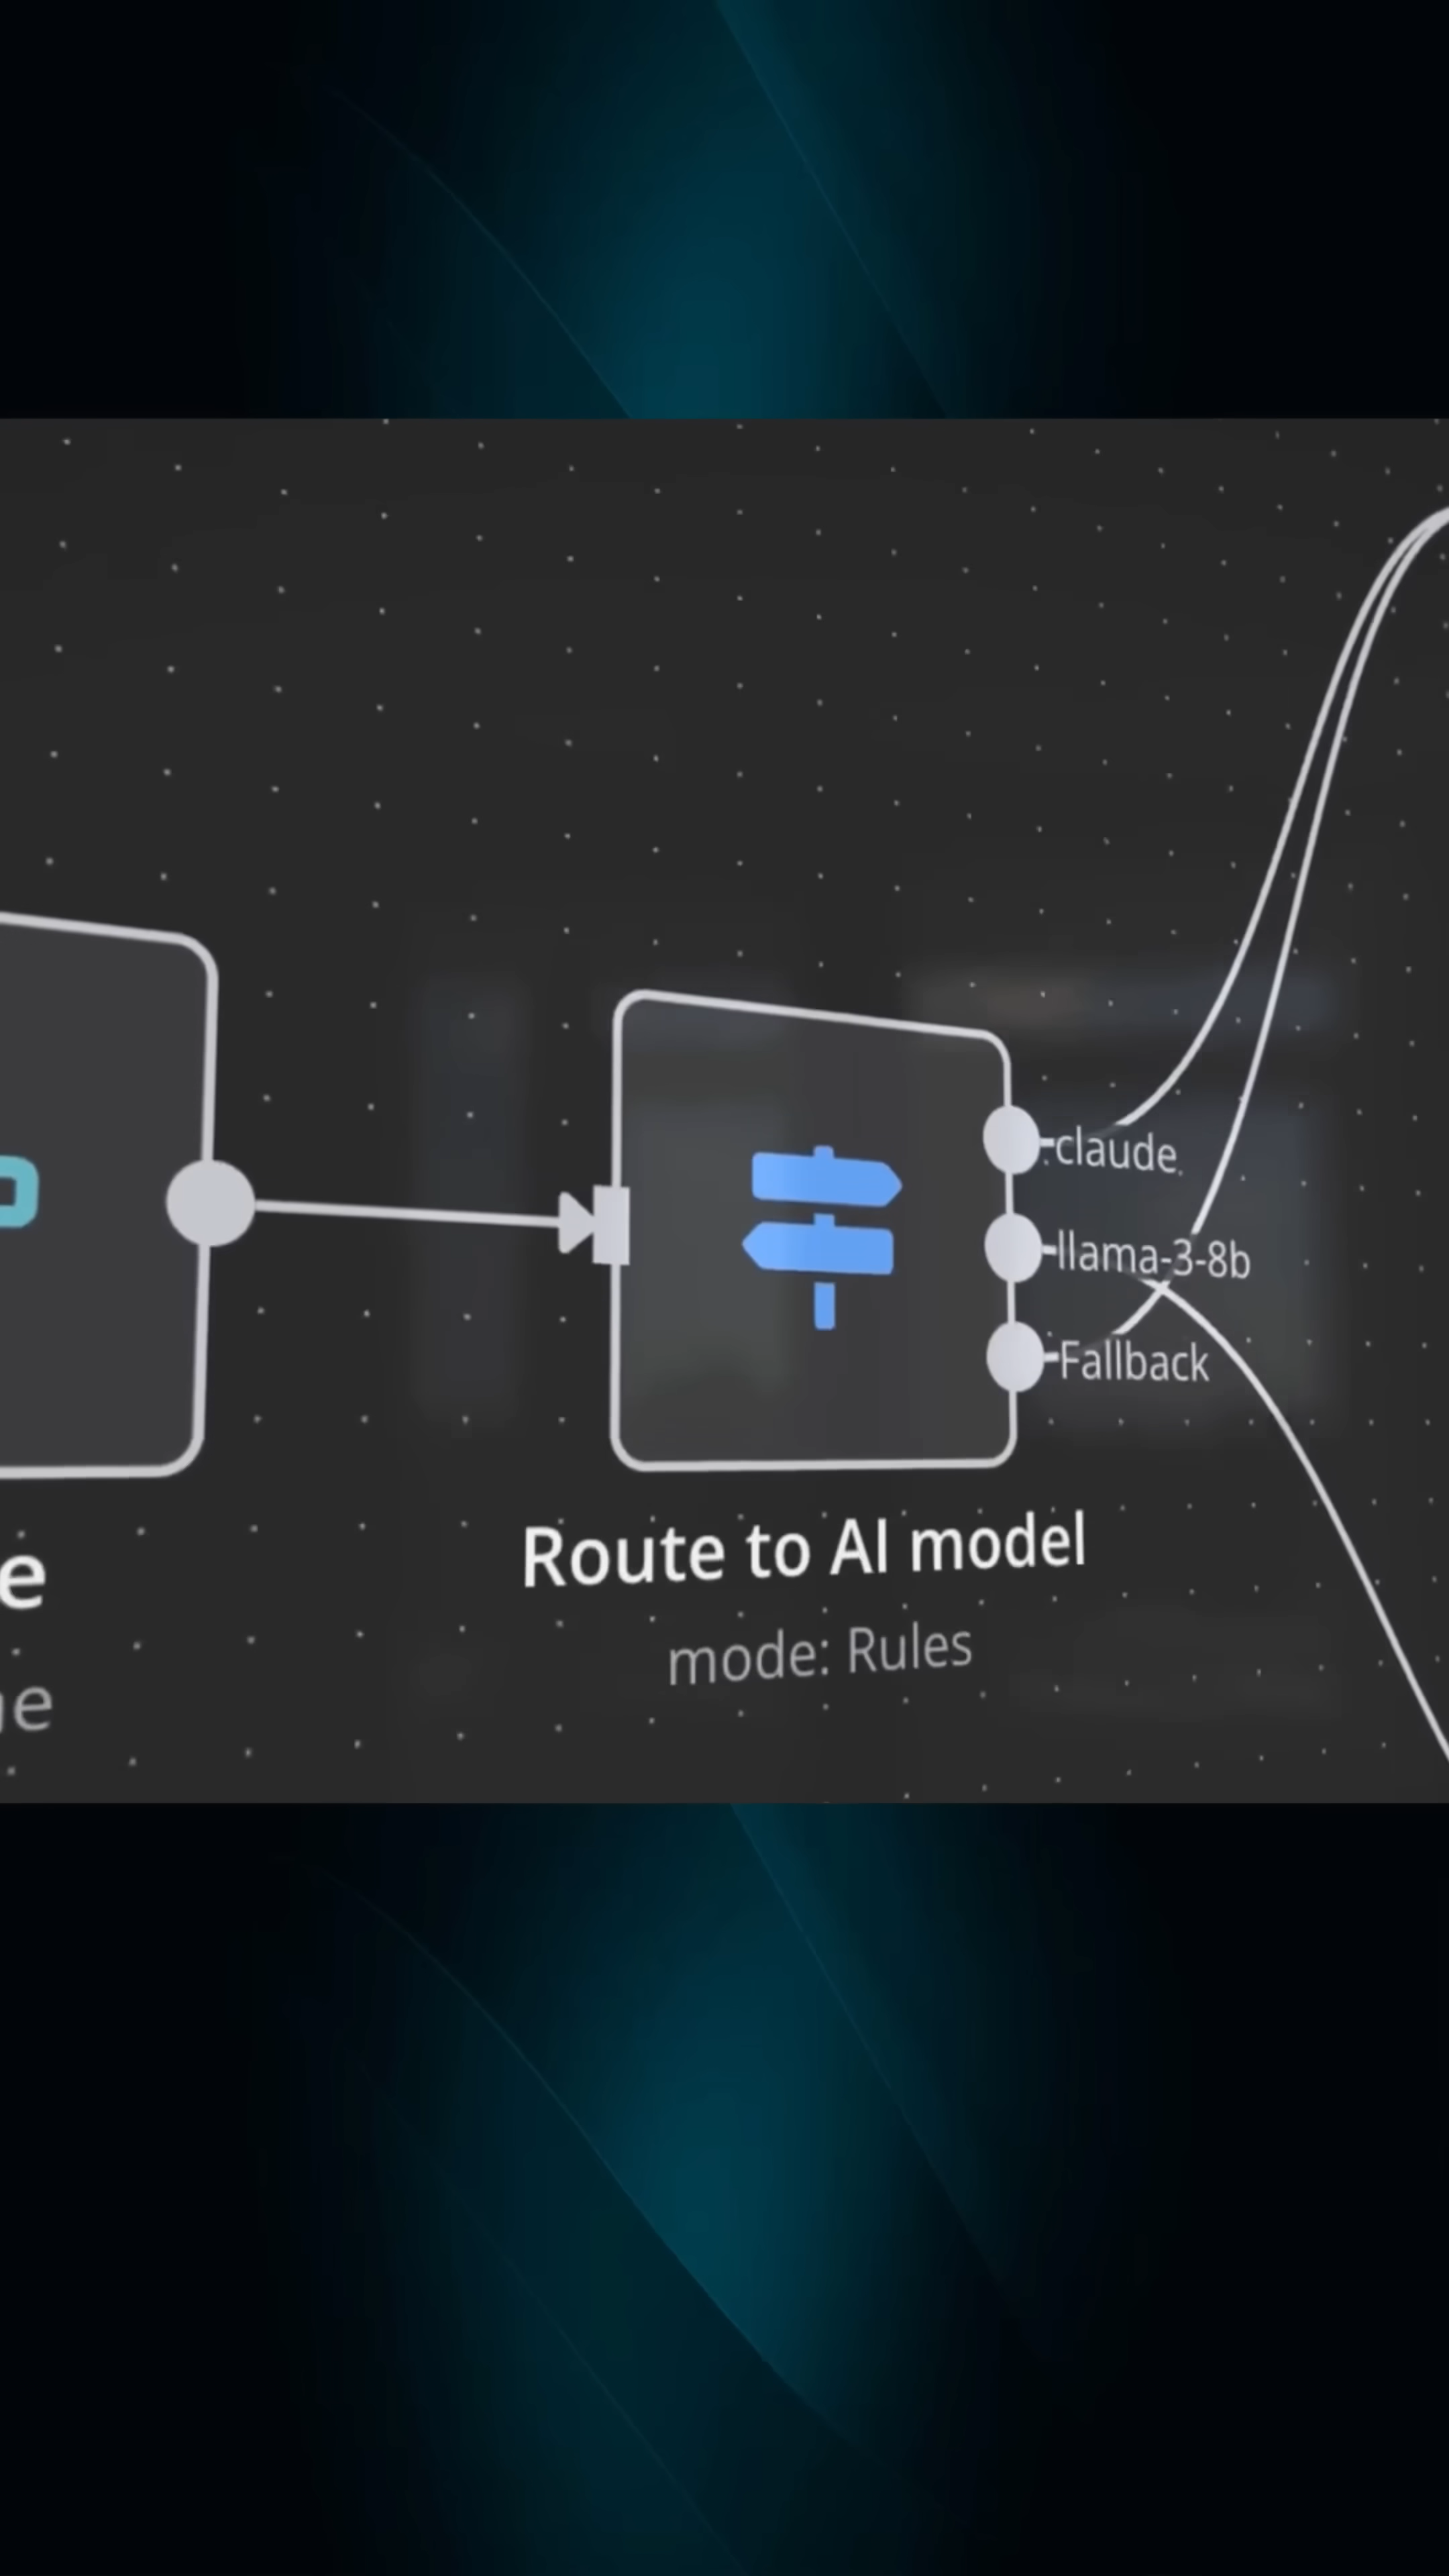 claude
llama-3-8b
Fallback
Route to AI model
mode: Rules